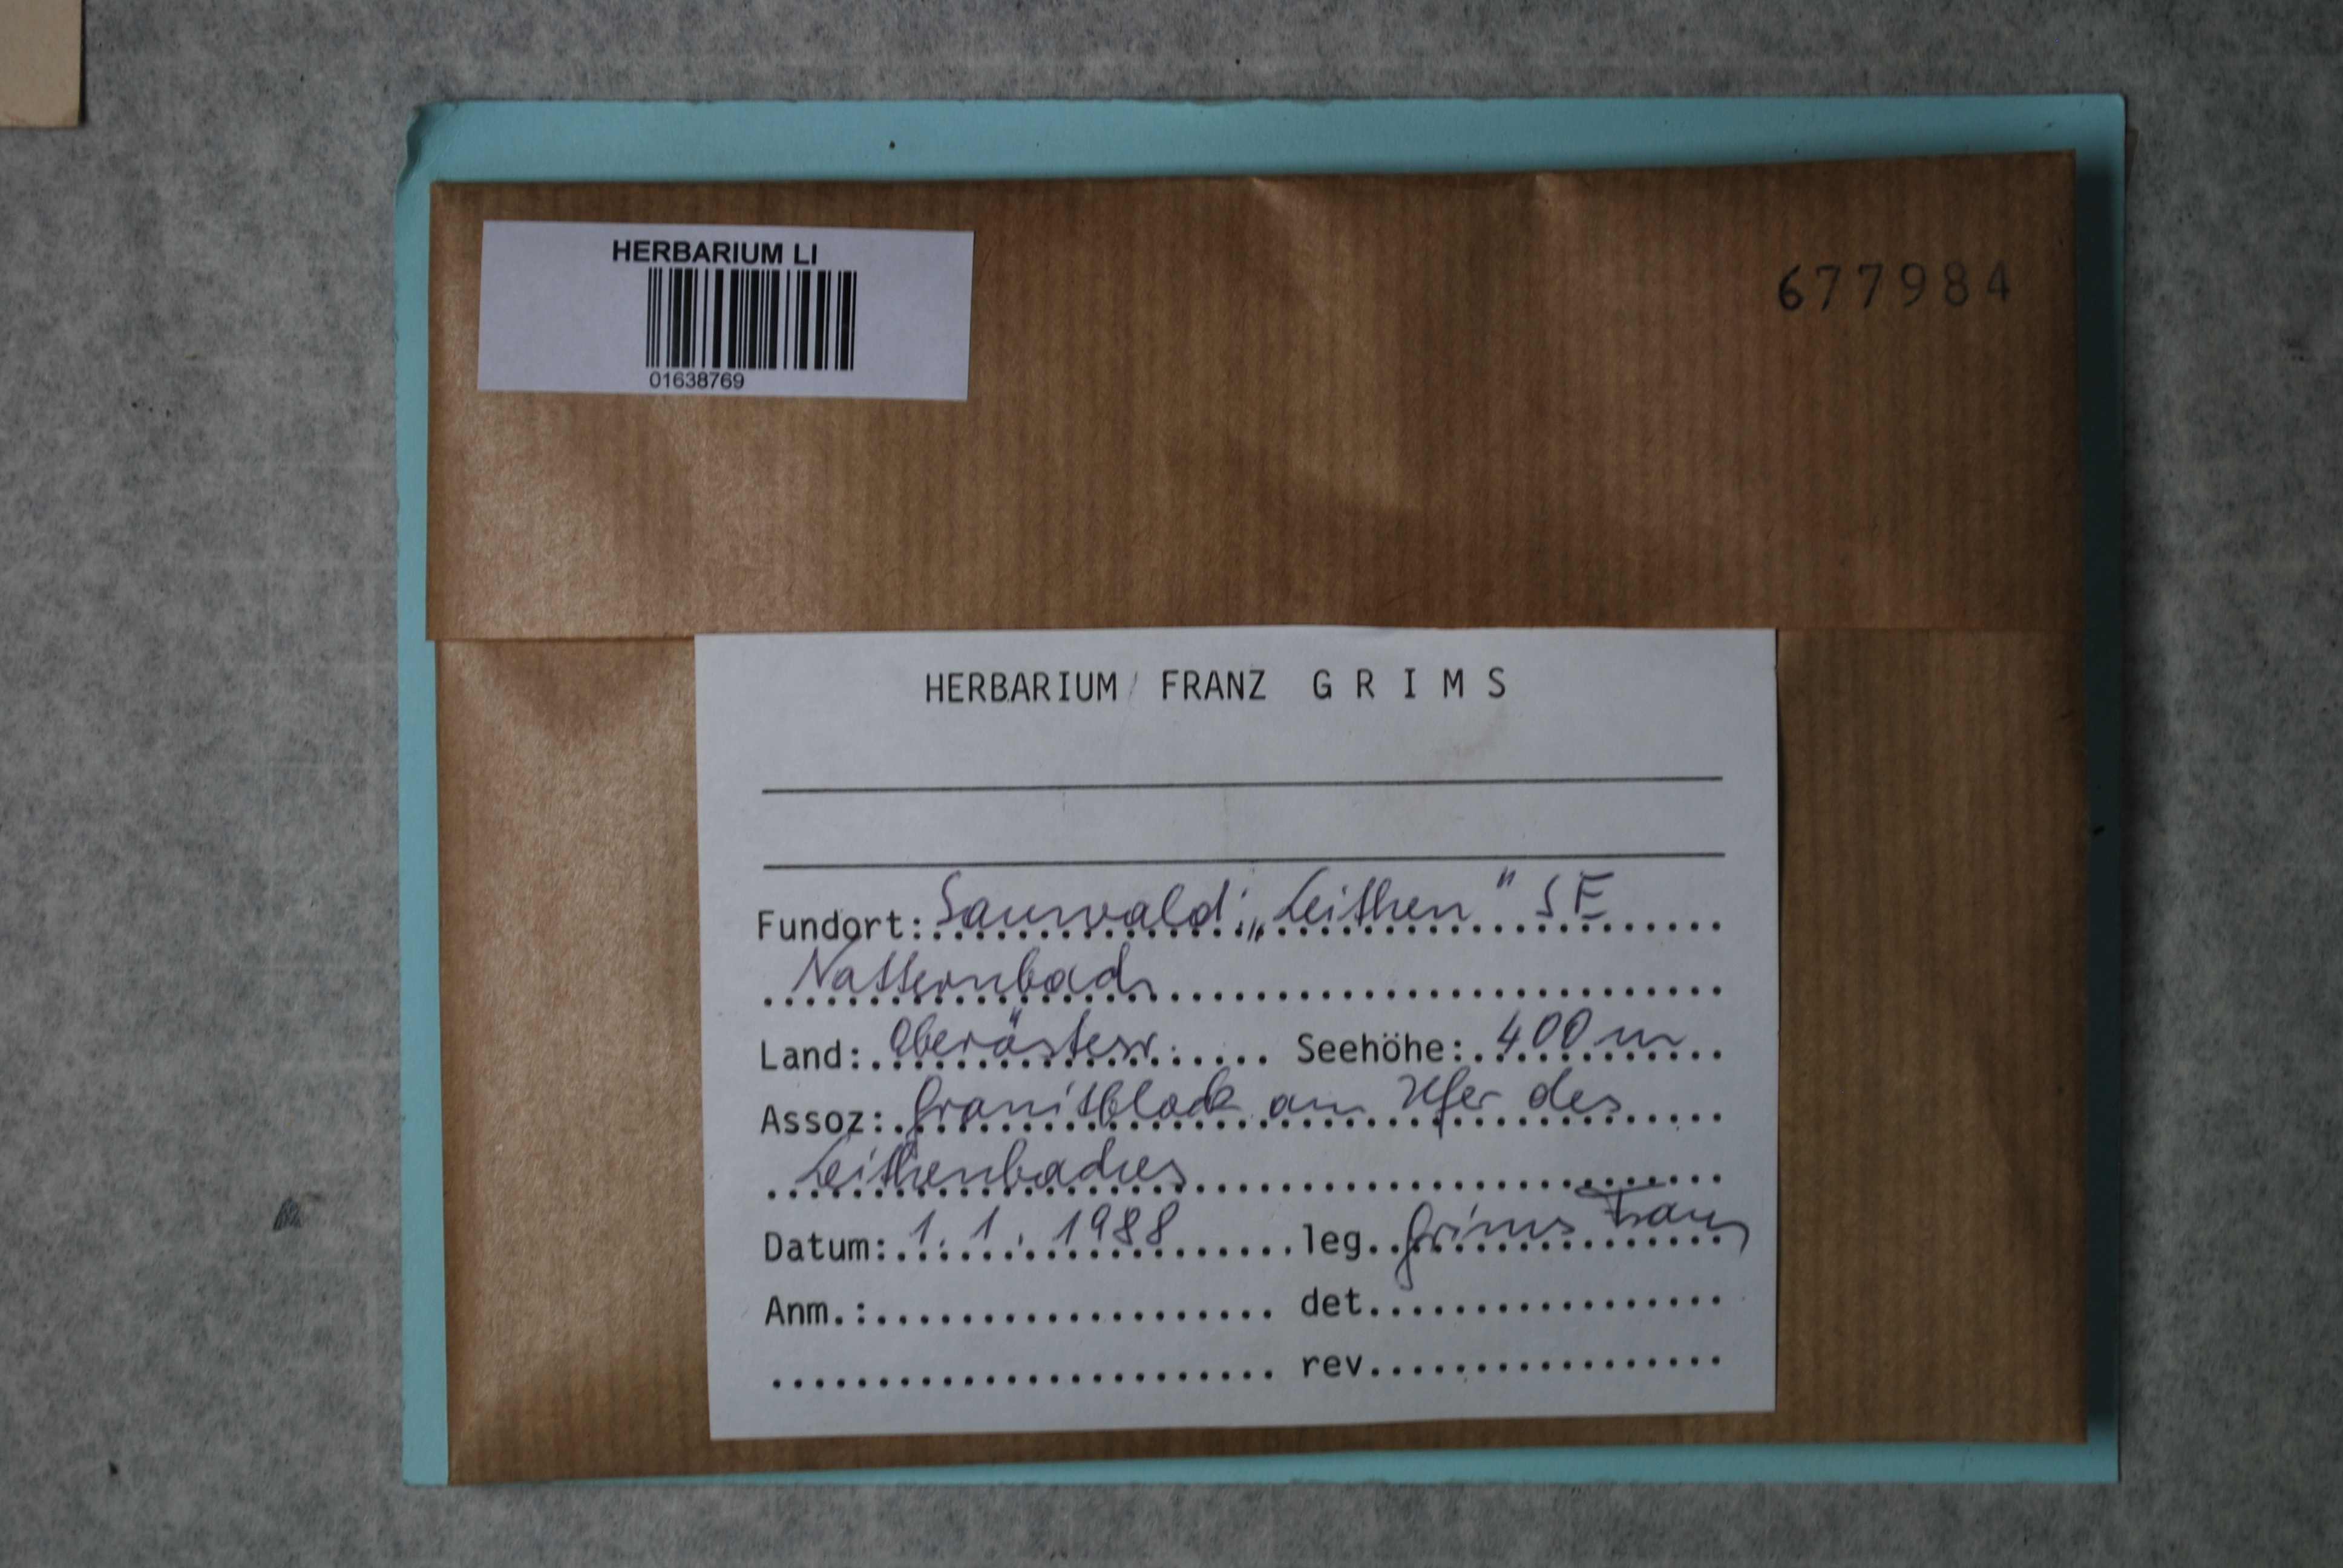 HERBARIUM LI
01638769
677984
HERBARIUM FRANZ G R I M S
Fundort: Sauwald; „Leithen" SE
Natternbach
Land: Oberösterr. Seehöhe: 400 m
Assoz: Granitblock am Ufer des
Leithenbaches
Datum: 1. 1. 1988 leg. Grims Franz
Anm.: det.
rev.